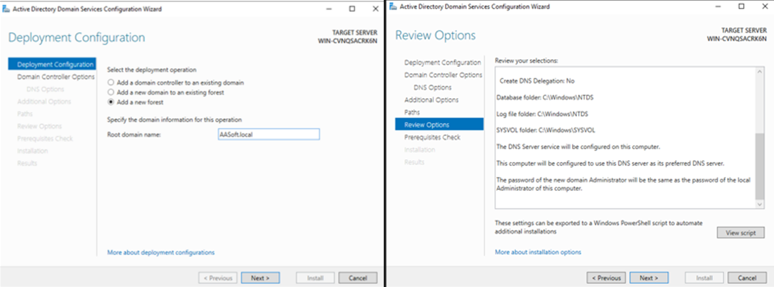 Active Directory Domain Services Configuration Wizard
Deployment Configuration
TARGET SERVER
WIN-CVNQSACRK6N
Deployment Configuration
Domain Controller Options
DNS Options
Additional Options
Paths
Review Options
Prerequisites Check
Installation
Results
Select the deployment operation
Add a domain controller to an existing domain
Add a new domain to an existing forest
Add a new forest
Specify the domain information for this operation
Root domain name:
AASoft.local
More about deployment configurations
< Previous
Next >
Install
Cancel
Active Directory Domain Services Configuration Wizard
Review Options
TARGET SERVER
WIN-CVNQSACRK6N
Deployment Configuration
Domain Controller Options
DNS Options
Additional Options
Paths
Review Options
Prerequisites Check
Installation
Results
Review your selections:
Create DNS Delegation: No
Database folder: C:\Windows\NTDS
Log file folder: C:\Windows\NTDS
SYSVOL folder: C:\Windows\SYSVOL
The DNS Server service will be configured on this computer.
This computer will be configured to use this DNS server as its preferred DNS server.
The password of the new domain Administrator will be the same as the password of the local
Administrator of this computer.
These settings can be exported to a Windows PowerShell script to automate
additional installations
View script
More about installation options
< Previous
Next >
Install
Cancel